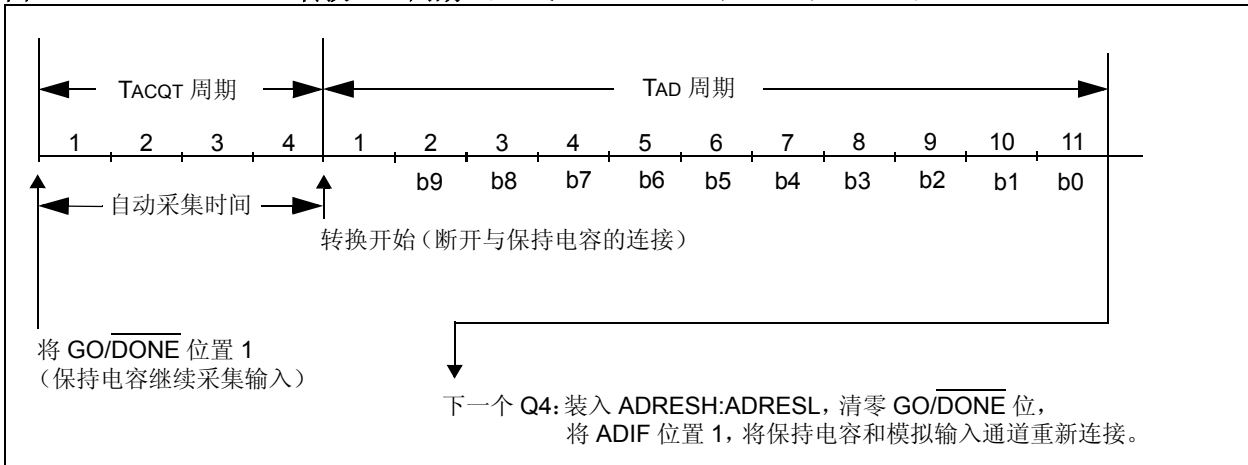 TACQT 周期 TAD 周期
1 2 3 4 1 2 3 4 5 6 7 8 9 10 11
b9 b8 b7 b6 b5 b4 b3 b2 b1 b0
自动采集时间
转换开始（断开与保持电容的连接）
将 GO/DONE 位置 1
（保持电容继续采集输入）
下一个 Q4：装入 ADRESH:ADRESL，清零 GO/DONE 位，
将 ADIF 位置 1，将保持电容和模拟输入通道重新连接。